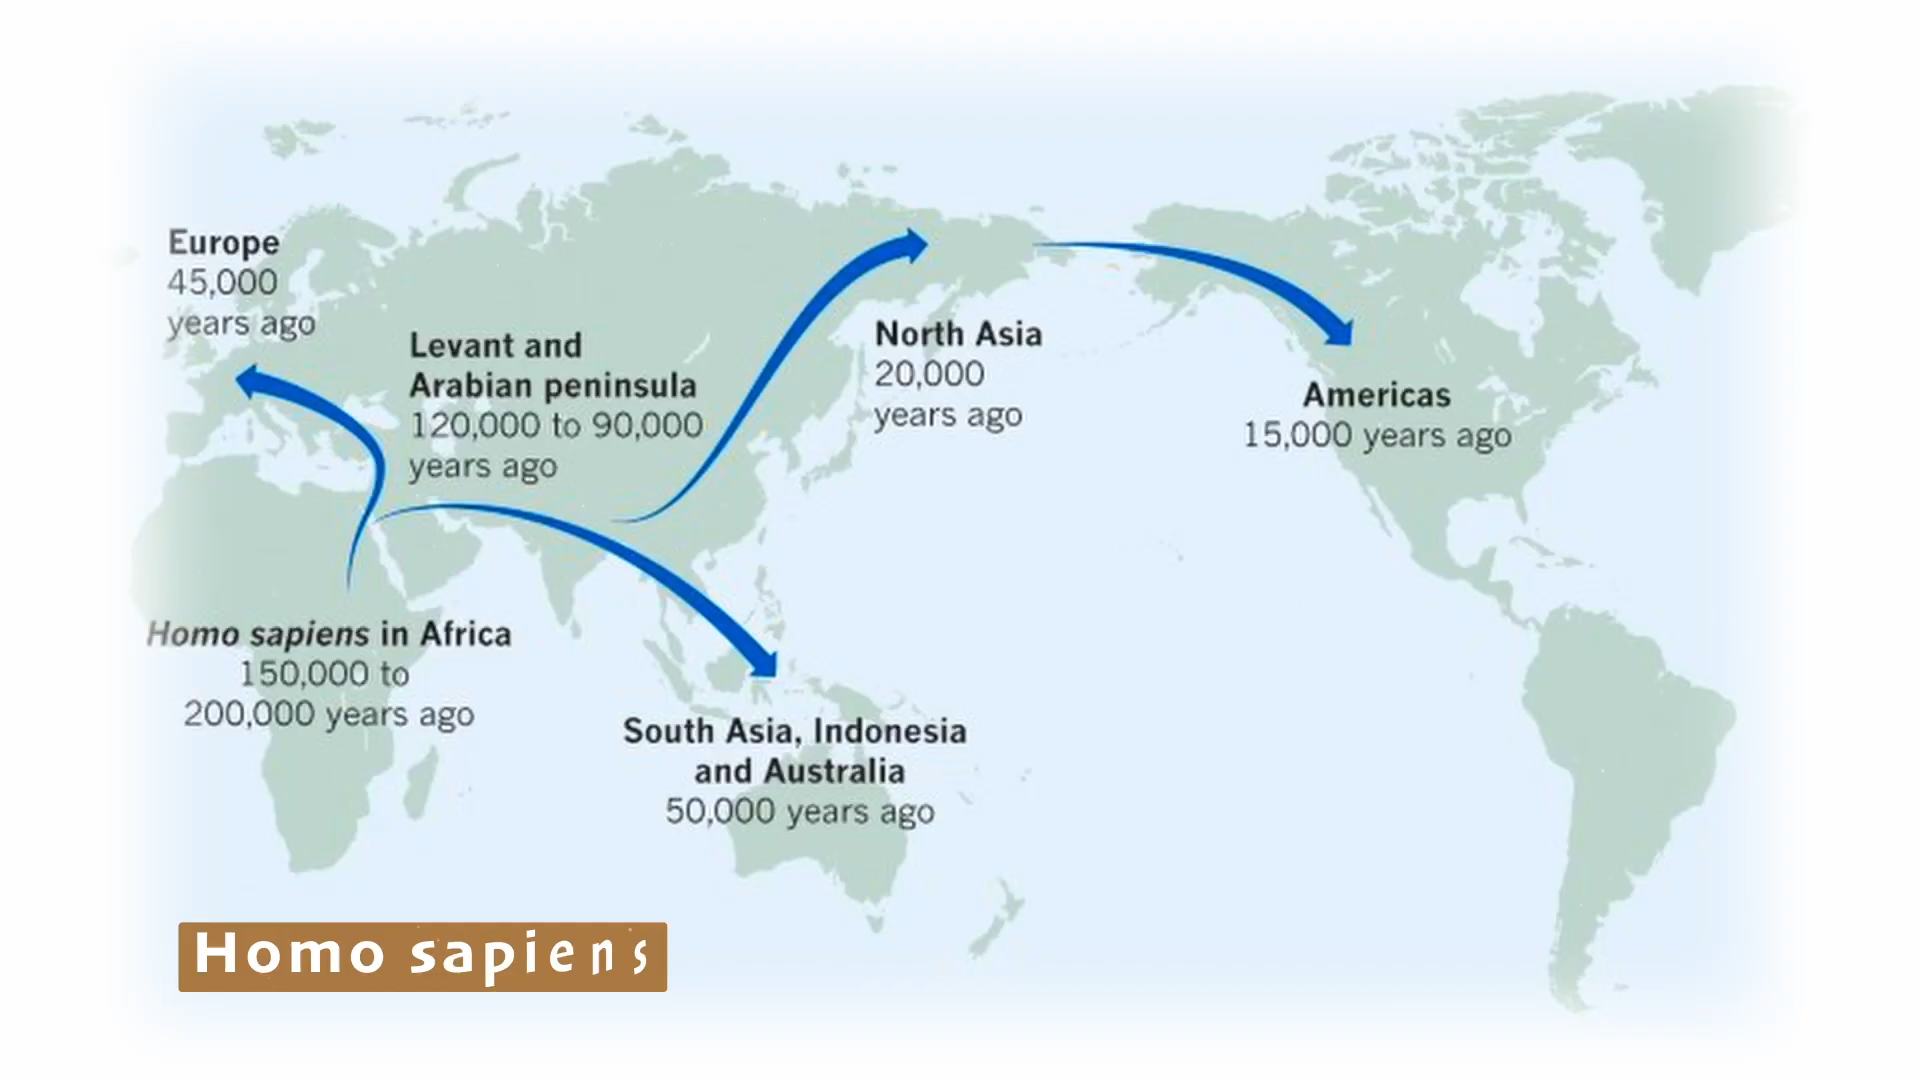 Europe
45,000
years ago
Levant and
Arabian peninsula
120,000 to 90,000
years ago
North Asia
20,000
years ago
Americas
15,000 years ago
Homo sapiens in Africa
150,000 to
200,000 years ago
South Asia, Indonesia
and Australia
50,000 years ago
Homo sapiens